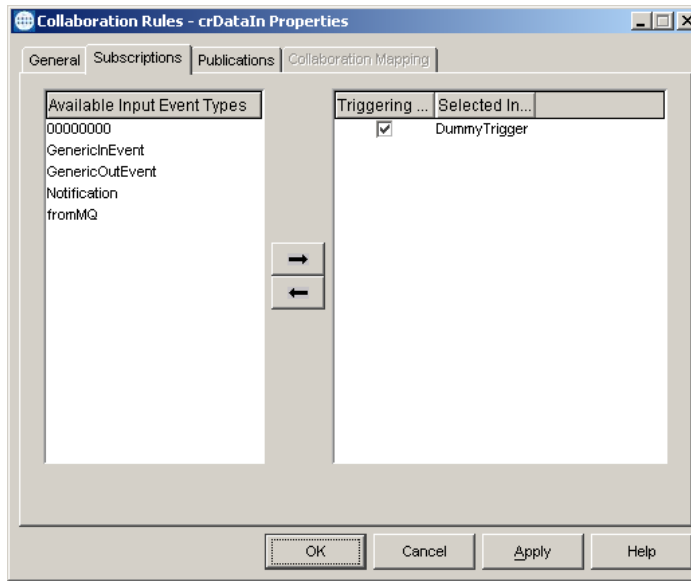 Collaboration Rules - crDataIn Properties
General Subscriptions Publications Collaboration Mapping
Available Input Event Types
00000000
GenericInEvent
GenericOutEvent
Notification
fromMQ
Triggering ... Selected In...
DummyTrigger
OK Cancel Apply Help